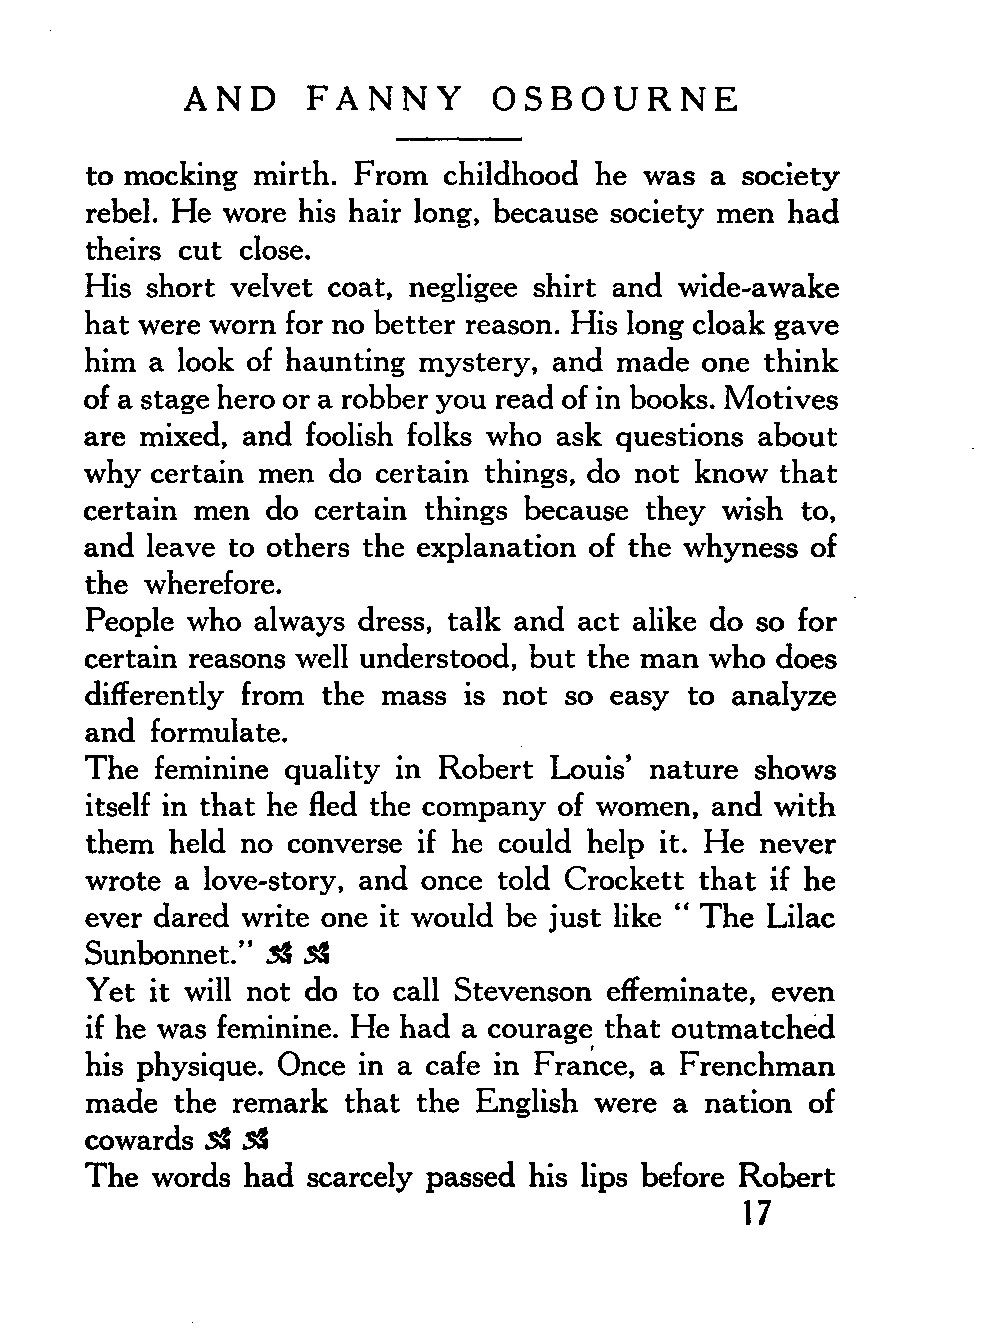 AND FANNY OSBOURNE
to mocking mirth. From childhood he was a society
rebel. He wore his hair long, because society men had
theirs cut close.
His short velvet coat, negligee shirt and wide-awake
hat were worn for no better reason. His long cloak gave
him a look of haunting mystery, and made one think
of a stage hero or a robber you read of in books. Motives
are mixed, and foolish folks who ask questions about
why certain men do certain things, do not know that
certain men do certain things because they wish to,
and leave to others the explanation of the whyness of
the wherefore.
People who always dress, talk and act alike do so for
certain reasons well understood, but the man who does
differently from the mass is not so easy to analyze
and formulate.
The feminine quality in Robert Louis' nature shows
itself in that he fled the company of women, and with
them held no converse if he could help it. He never
wrote a love-story, and once told Crockett that if he
ever dared write one it would be just like “ The Lilac
Sunbonnet.”
Yet it will not do to call Stevenson effeminate, even
if he was feminine. He had a courage that outmatched
his physique. Once in a cafe in France, a Frenchman
made the remark that the English were a nation of
cowards
The words had scarcely passed his lips before Robert
17